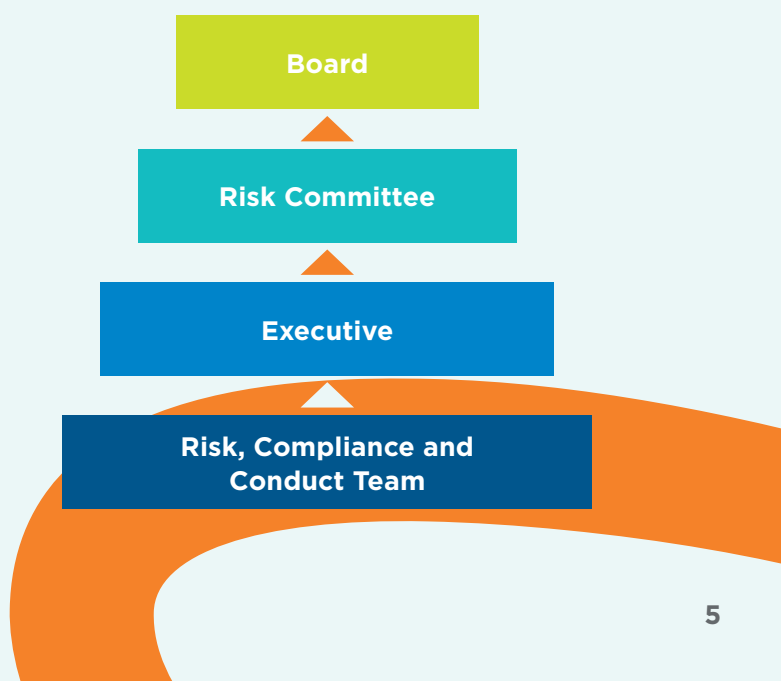 Board
Risk Committee
Executive
Risk, Compliance and
Conduct Team
5